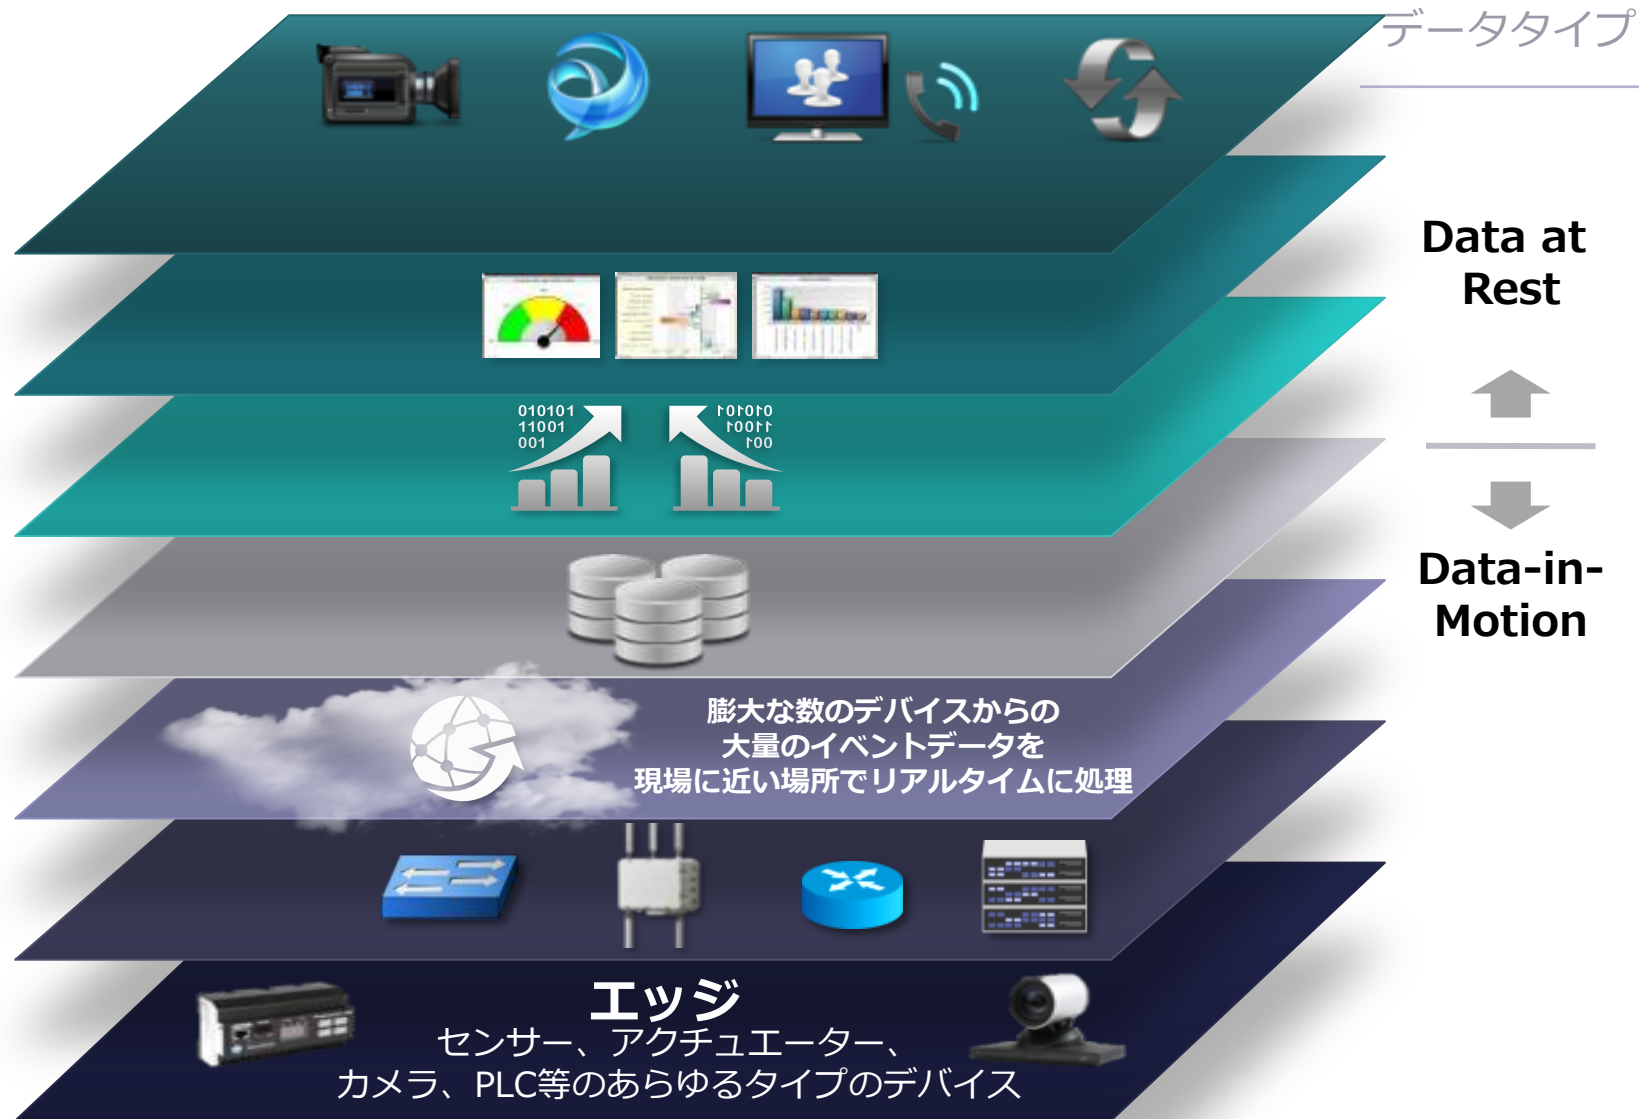 データタイプ
Data at
Rest
010101
11001
001
010101
11001
001
Data-in-
Motion
膨大な数のデバイスからの
大量のイベントデータを
現場に近い場所でリアルタイムに処理
エッジ
センサー、アクチュエーター、
カメラ、PLC等のあらゆるタイプのデバイス